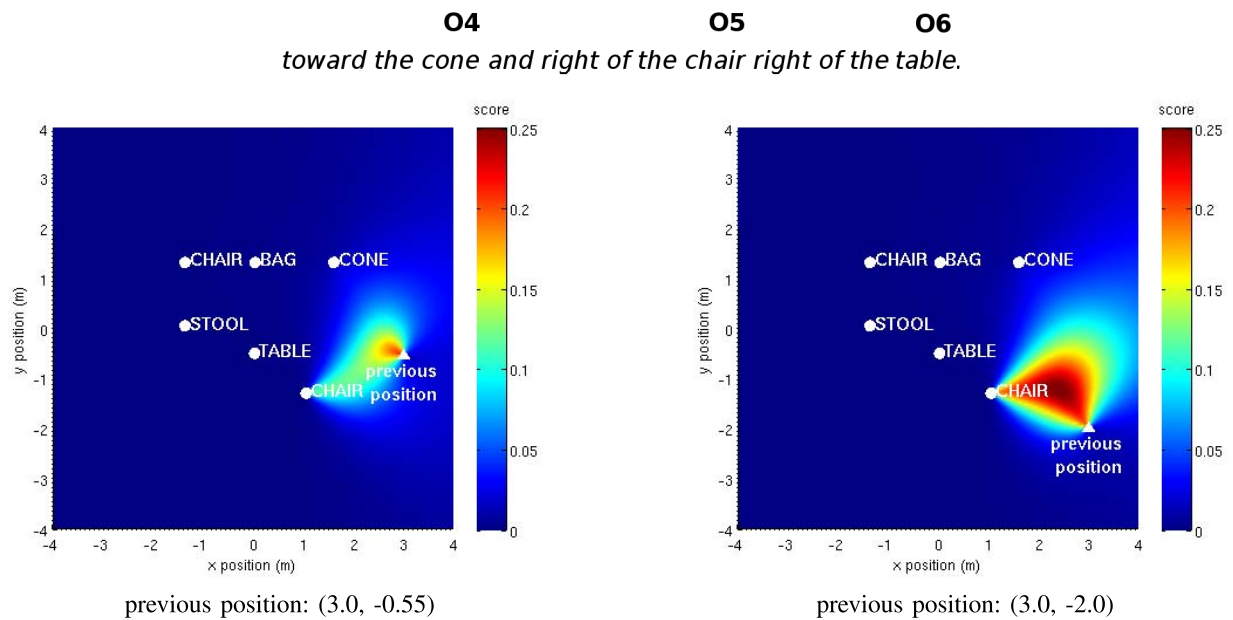 O4 O5 O6
toward the cone and right of the chair right of the table.
score score
4 0.25 4 0.25
3 3
2 0.2 2 0.2
CHAIR BAG CONE CHAIR BAG CONE
1 0.15 1 0.15
y position (m) y position (m)
0 STOOL 0 STOOL
TABLE TABLE
-1 previous 0.1 -1 0.1
CHAIR position CHAIR
-2 -2
previous
-3 0.05 position -3 0.05
-4 0 -4 0
-4 -3 -2 -1 0 1 2 3 4 -4 -3 -2 -1 0 1 2 3 4
x position (m) x position (m)
previous position: (3.0, -0.55) previous position: (3.0, -2.0)